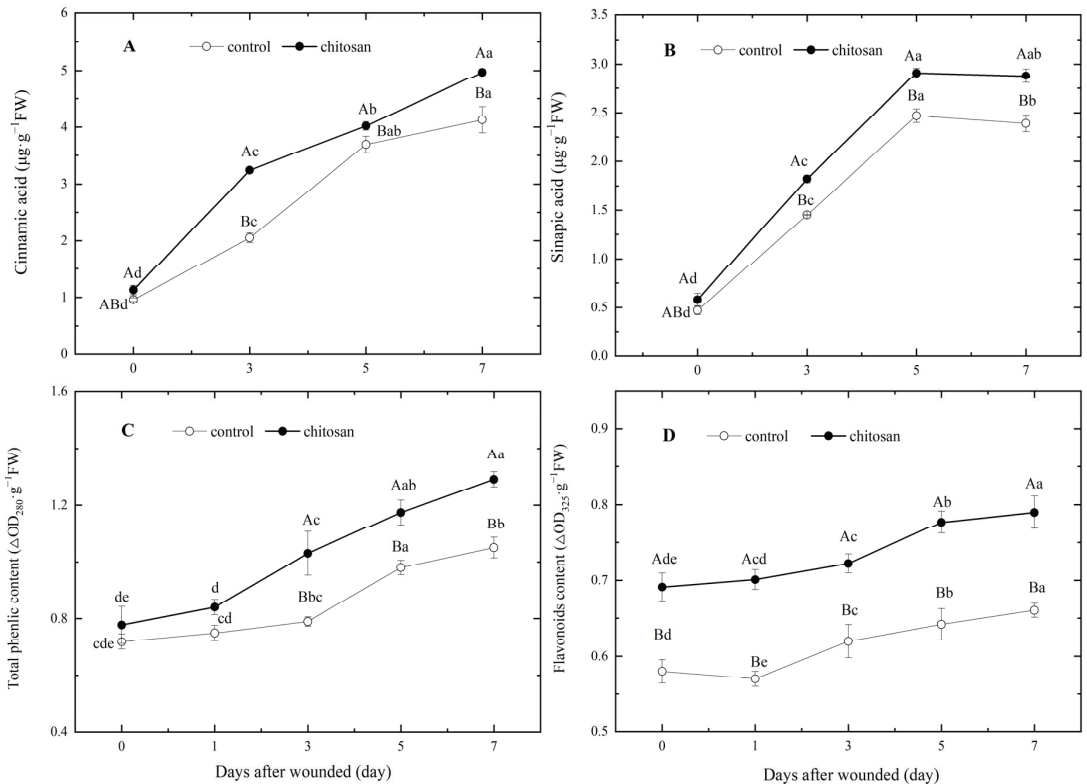 A
control
chitosan
Cinnamic acid (μg·g⁻¹FW)
6
5
4
3
2
1
0
0
3
5
7
Ad
ABd
Ac
Bc
Ab
Bab
Aa
Ba
B
control
chitosan
Sinapic acid (μg·g⁻¹FW)
3.5
3.0
2.5
2.0
1.5
1.0
0.5
0.0
0
3
5
7
Ad
ABd
Ac
Bc
Aa
Ba
Aab
Bb
C
control
chitosan
Total phenlic content (△OD₂₈₀·g⁻¹FW)
1.6
1.2
0.8
0.4
0
1
3
5
7
de
cde
d
cd
Ac
Bbc
Aab
Ba
Aa
Bb
Days after wounded (day)
D
control
chitosan
Flavonoids content (△OD₃₂₅·g⁻¹FW)
0.9
0.8
0.7
0.6
0.5
0
1
3
5
7
Ade
Bd
Acd
Be
Ac
Bc
Ab
Bb
Aa
Ba
Days after wounded (day)